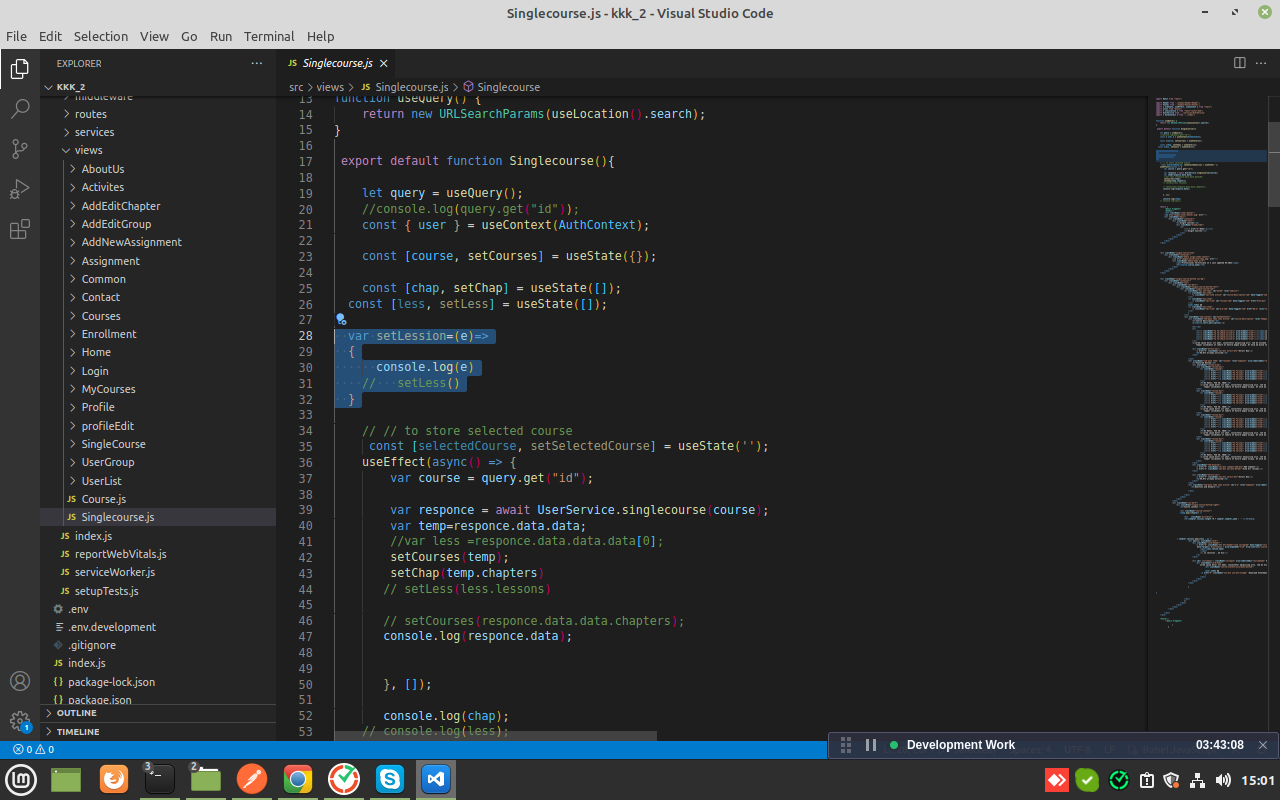 Singlecourse.js - kkk_2 - Visual Studio Code
File Edit Selection View Go Run Terminal Help
EXPLORER
Singlecourse.js
KKK_2
src > views > JS Singlecourse.js > Singlecourse
middleware
routes
services
views
AboutUs
Activites
AddEditChapter
AddEditGroup
AddNewAssignment
Assignment
Common
Contact
Courses
Enrollment
Home
Login
MyCourses
Profile
profileEdit
SingleCourse
UserGroup
UserList
JS Course.js
JS Singlecourse.js
JS index.js
JS reportWebVitals.js
JS serviceWorker.js
JS setupTests.js
.env
.env.development
.gitignore
JS index.js
{} package-lock.json
{} package.json
OUTLINE
TIMELINE
13 function useQuery() {
14 return new URLSearchParams(useLocation().search);
15 }
16
17 export default function Singlecourse(){
18
19 let query = useQuery();
20 //console.log(query.get("id"));
21 const { user } = useContext(AuthContext);
22
23 const [course, setCourses] = useState({});
24
25 const [chap, setChap] = useState([]);
26 const [less, setLess] = useState([]);
27
28 var setLession=(e)=>
29 {
30 console.log(e)
31 // setLess()
32 }
33
34 // // to store selected course
35 const [selectedCourse, setSelectedCourse] = useState('');
36 useEffect(async() => {
37 var course = query.get("id");
38
39 var responce = await UserService.singlecourse(course);
40 var temp=responce.data.data;
41 //var less =responce.data.data.data[0];
42 setCourses(temp);
43 setChap(temp.chapters)
44 // setLess(less.lessons)
45
46 // setCourses(responce.data.data.chapters);
47 console.log(responce.data);
48
49
50 }, []);
51
52 console.log(chap);
53 // console.log(less);
0 0
Development Work 03:43:08
3 2
15:01